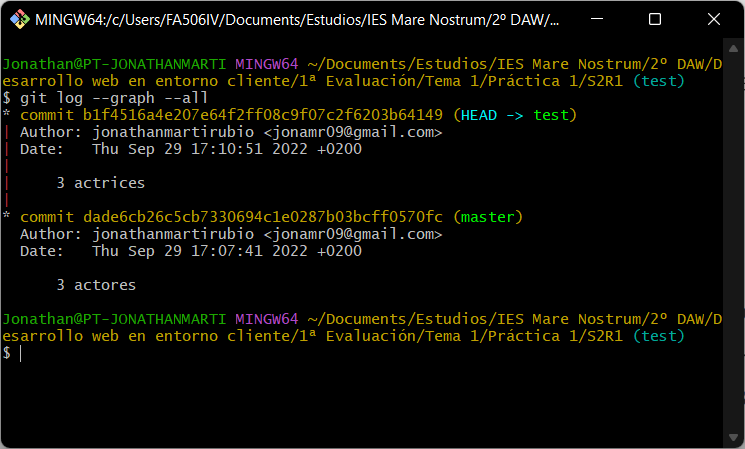 MINGW64:/c/Users/FA506IV/Documents/Estudios/IES Mare Nostrum/2º DAW/...
Jonathan@PT-JONATHANMARTI MINGW64 ~/Documents/Estudios/IES Mare Nostrum/2º DAW/D
esarrollo web en entorno cliente/1ª Evaluación/Tema 1/Práctica 1/S2R1 (test)
$ git log --graph --all
* commit b1f4516a4e207e64f2ff08c9f07c2f6203b64149 (HEAD -> test)
| Author: jonathanmartirubio <jonamr09@gmail.com>
| Date:   Thu Sep 29 17:10:51 2022 +0200
|
|     3 actrices
|
* commit dade6cb26c5cb7330694c1e0287b03bcff0570fc (master)
  Author: jonathanmartirubio <jonamr09@gmail.com>
  Date:   Thu Sep 29 17:07:41 2022 +0200
      3 actores
Jonathan@PT-JONATHANMARTI MINGW64 ~/Documents/Estudios/IES Mare Nostrum/2º DAW/D
esarrollo web en entorno cliente/1ª Evaluación/Tema 1/Práctica 1/S2R1 (test)
$